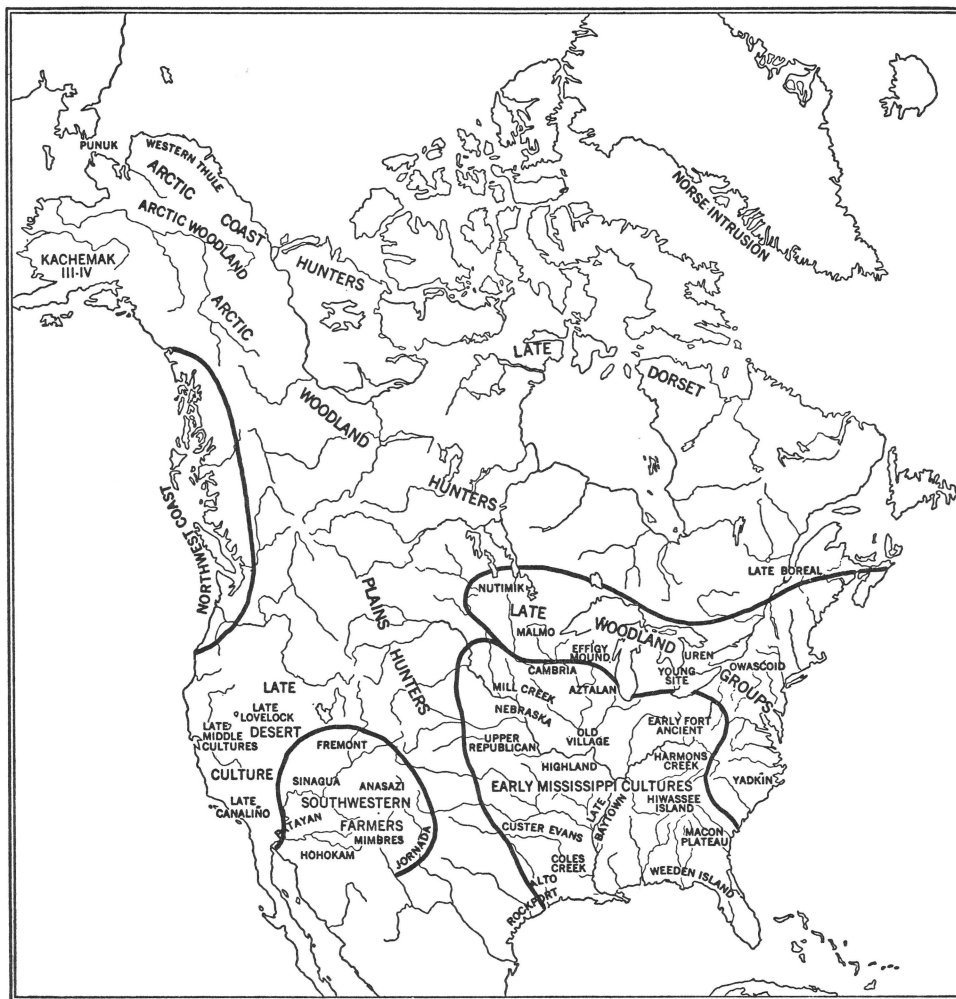 PUNUK
WESTERN THULE
ARCTIC
COAST
HUNTERS
ARCTIC WOODLAND
KACHEMAK
III-IV
NORSE INTRUSION
ARCTIC
WOODLAND
HUNTERS
LATE
DORSET
NORTHWEST COAST
LATE BOREAL
PLAINS
HUNTERS
NUTIMIK
LATE
WOODLAND
GROUPS
MALMO
EFFIGY
MOUND
UREN
YOUNG
SITE
OWASCOID
CAMBRIA
AZTALAN
MILL CREEK
NEBRASKA
OLD
VILLAGE
EARLY FORT
ANCIENT
UPPER
REPUBLICAN
HIGHLAND
HARMONS
CREEK
EARLY MISSISSIPPI CULTURES
YADKIN
HIWASSEE
ISLAND
LATE
BAYTOWN
CUSTER EVANS
MACON
PLATEAU
COLES
CREEK
WEEDEN ISLAND
ALTO
ROCKPORT
LATE
DESERT
CULTURE
LATE
LOVELOCK
LATE
MIDDLE
CULTURES
LATE
CANALIÑO
FREMONT
SINAGUA
ANASAZI
SOUTHWESTERN
FARMERS
PATAYAN
MIMBRES
HOHOKAM
JORNADA